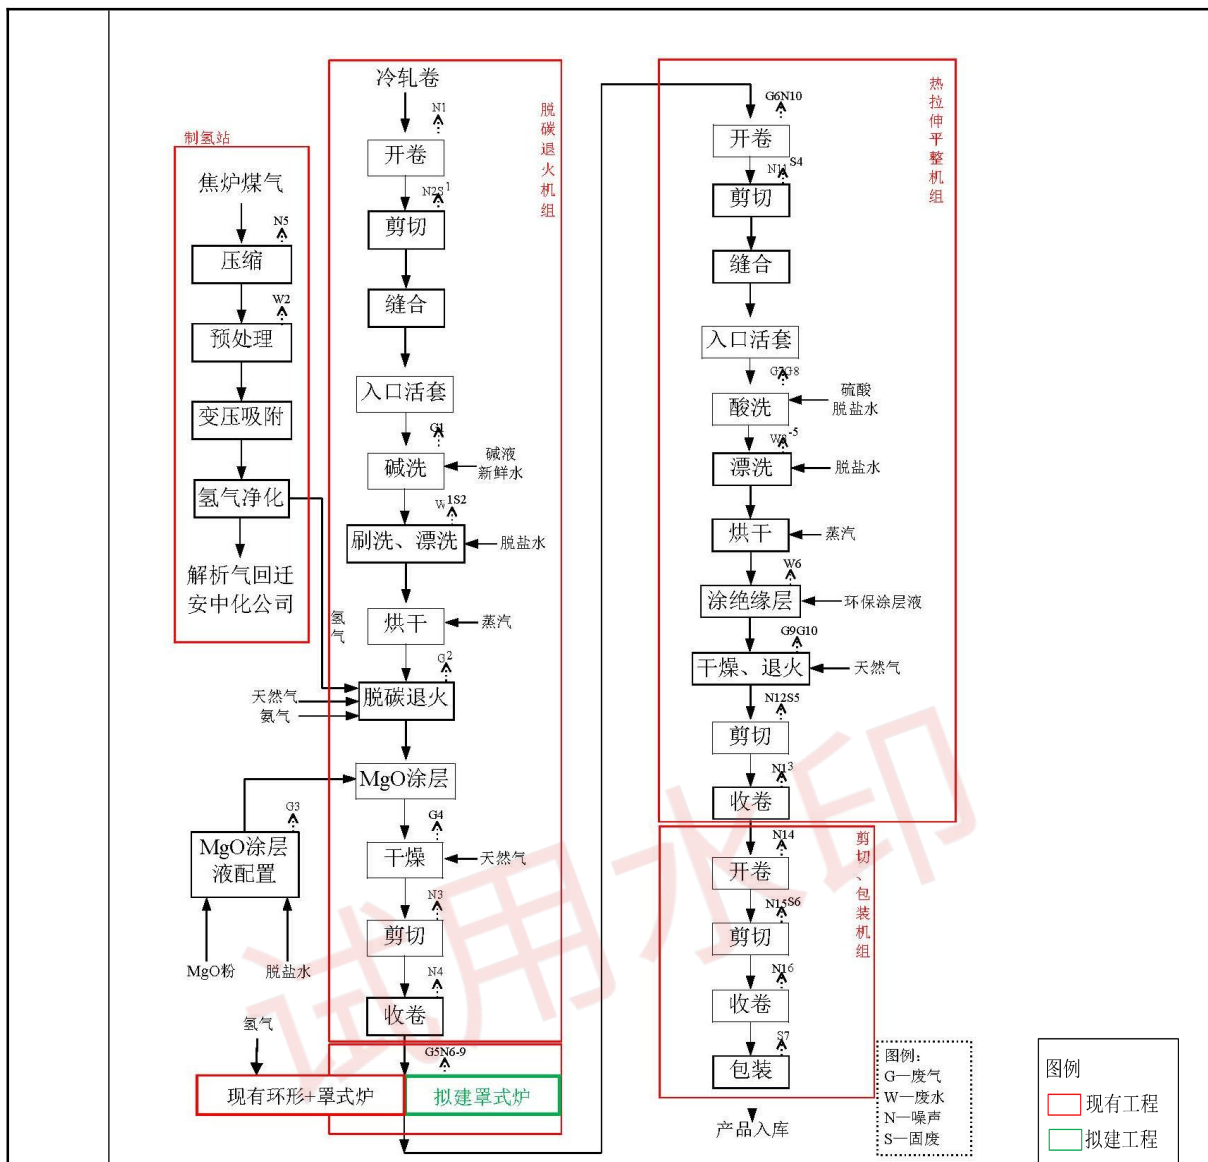 制氢站
焦炉煤气
N5
压缩
W2
预处理
变压吸附
氢气净化
解析气回迁
安中化公司
氢气
天然气
氨气
G3
MgO涂层
液配置
MgO粉
脱盐水
氢气
现有环形+罩式炉
脱碳退火机组
冷轧卷
N1
开卷
N2S1
剪切
缝合
入口活套
G1
碱洗
碱液
新鲜水
W1S2
刷洗、漂洗
脱盐水
烘干
蒸汽
G2
脱碳退火
MgO涂层
G4
干燥
天然气
N3
剪切
N4
收卷
G5N6-9
拟建罩式炉
热拉伸平整机组
G6N10
开卷
N11S4
剪切
缝合
入口活套
G7G8
酸洗
硫酸
脱盐水
W3-5
漂洗
脱盐水
烘干
蒸汽
W6
涂绝缘层
环保涂层液
G9G10
干燥、退火
天然气
N12S5
剪切
N13
收卷
剪切、包装机组
N14
开卷
N15S6
剪切
N16
收卷
S7
包装
产品入库
图例：
G—废气
W—废水
N—噪声
S—固废
图例
现有工程
拟建工程
试用水印